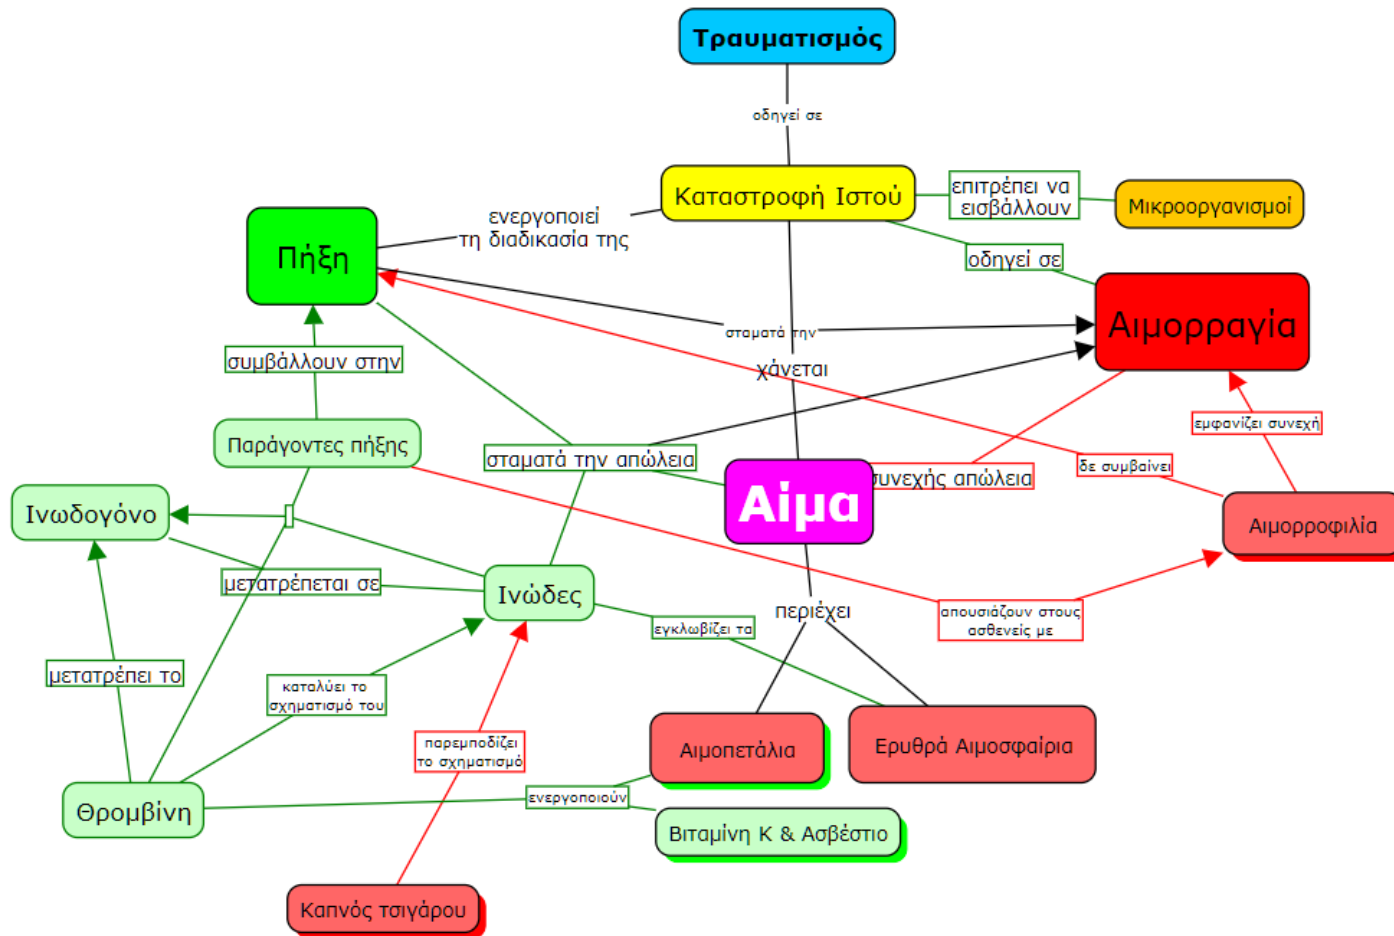 Τραυματισμός
οδηγεί σε
Καταστροφή Ιστού
επιτρέπει να
εισβάλλουν
Μικροοργανισμοί
ενεργοποιεί
τη διαδικασία της
Πήξη
οδηγεί σε
Αιμορραγία
σταματά την
χάνεται
συμβάλλουν στην
Παράγοντες πήξης
σταματά την απώλεια
Αίμα
συνεχής απώλεια
δε συμβαίνει
εμφανίζει συνεχή
Αιμορροφιλία
Ινωδογόνο
μετατρέπεται σε
Ινώδες
εγκλωβίζει τα
περιέχει
απουσιάζουν στους
ασθενείς με
μετατρέπει το
καταλύει το
σχηματισμό του
παρεμποδίζει
το σχηματισμό
Αιμοπετάλια
Ερυθρά Αιμοσφαίρια
Θρομβίνη
ενεργοποιούν
Βιταμίνη Κ & Ασβέστιο
Καπνός τσιγάρου